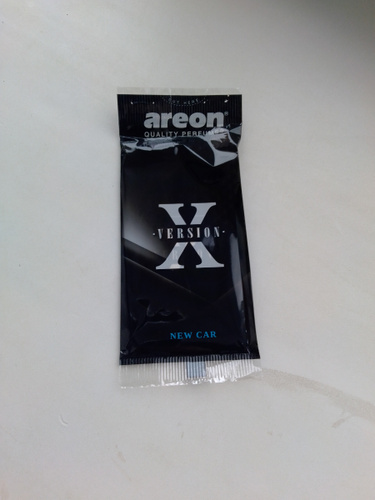 areon®
QUALITY PERFUME
X
·VERSION·
NEW CAR